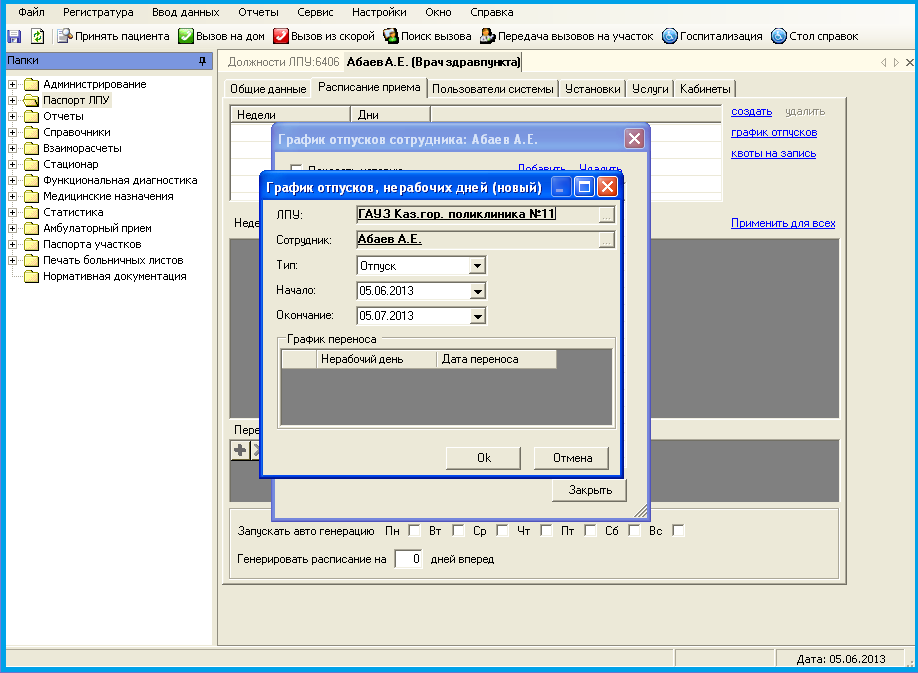 Файл Регистратура Ввод данных Отчеты Сервис Настройки Окно Справка
Принять пациента Вызов на дом Вызов из скорой Поиск вызова Передача вызовов на участок Госпитализация Стол справок
Папки
Администрирование
Паспорт ЛПУ
Отчеты
Справочники
Взаиморасчеты
Стационар
Функциональная диагностика
Медицинские назначения
Статистика
Амбулаторный прием
Паспорта участков
Печать больничных листов
Нормативная документация
Должности ЛПУ:6406 Абаев А.Е. (Врач здравпункта)
Общие данные Расписание приема Пользователи системы Установки Услуги Кабинеты
Недели Дни
создать удалить
график отпусков
квоты на запись
Применить для всех
График отпусков сотрудника: Абаев А.Е.
Добавить Удалить
График отпусков, нерабочих дней (новый)
ЛПУ: ГАУЗ Каз.гор. поликлиника №11 ...
Сотрудник: Абаев А.Е. ...
Тип: Отпуск
Начало: 05.06.2013
Окончание: 05.07.2013
График переноса
Нерабочий день Дата переноса
Ok Отмена
Закрыть
Неде
Пере
Запускать авто генерацию Пн Вт Ср Чт Пт Сб Вс
Генерировать расписание на 0 дней вперед
Дата: 05.06.2013